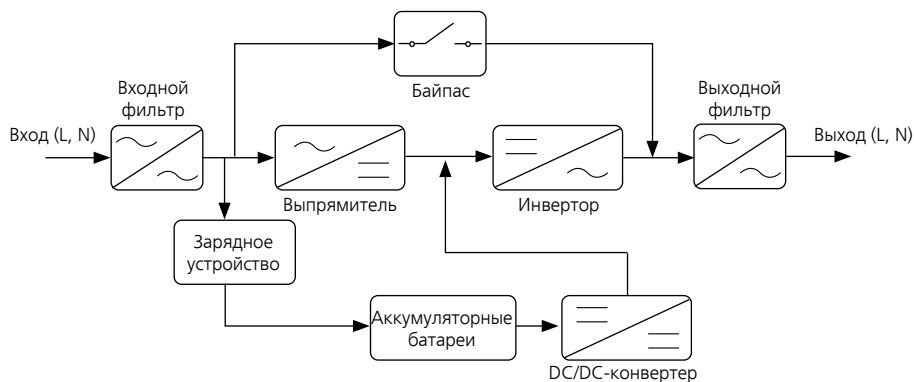 Байпас
Входной
фильтр
Выходной
фильтр
Вход (L, N)
Выход (L, N)
Выпрямитель
Инвертор
Зарядное
устройство
Аккумуляторные
батареи
DC/DC-конвертер